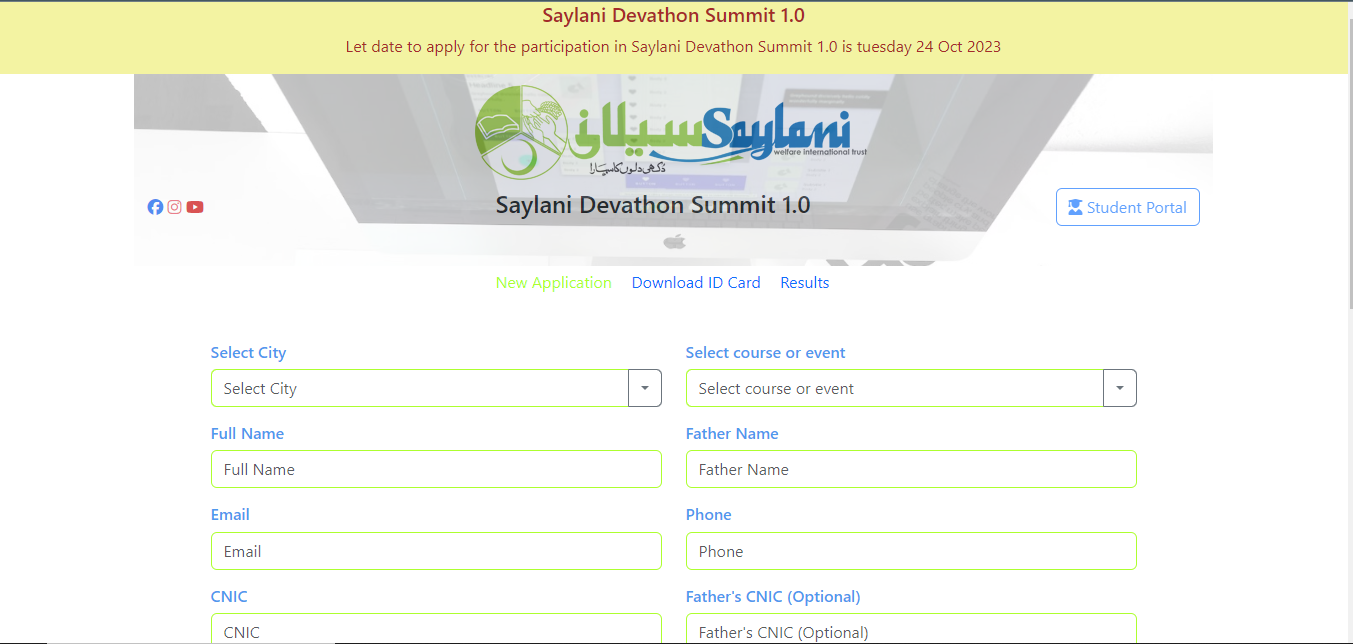 Saylani Devathon Summit 1.0
Let date to apply for the participation in Saylani Devathon Summit 1.0 is tuesday 24 Oct 2023
سیلانی Saylani
welfare international trust
دُکھی دلوں کا سہارا
Saylani Devathon Summit 1.0
Student Portal
New Application Download ID Card Results
Select City Select course or event
Select City Select course or event
Full Name Father Name
Full Name Father Name
Email Phone
Email Phone
CNIC Father's CNIC (Optional)
CNIC Father's CNIC (Optional)